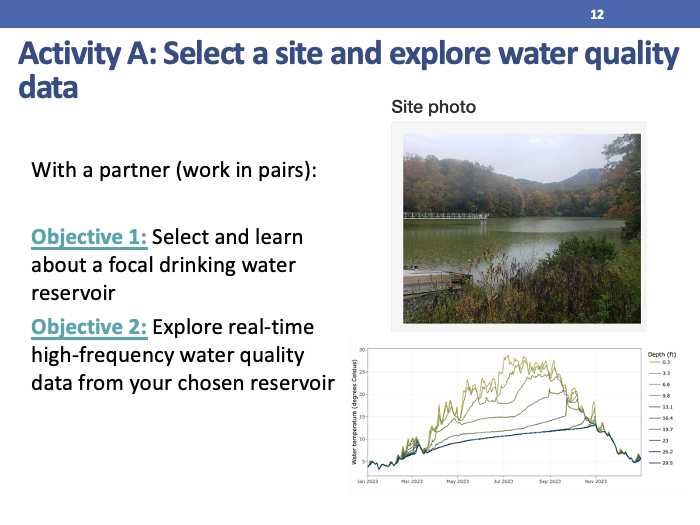 12
Activity A: Select a site and explore water quality
data
Site photo
With a partner (work in pairs):
Objective 1: Select and learn
about a focal drinking water
reservoir
Objective 2: Explore real-time
high-frequency water quality
data from your chosen reservoir
Water temperature (degrees Celsius)
30
25
20
15
10
5
Jan 2023
Mar 2023
May 2023
Jul 2023
Sep 2023
Nov 2023
Depth (ft)
0.3
3.3
6.6
9.8
13.1
16.4
19.7
23
26.2
29.5